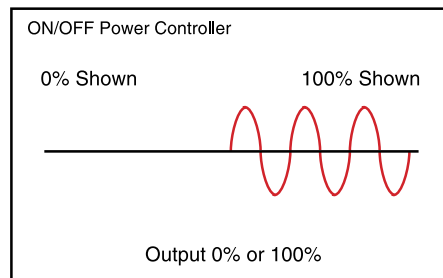 ON/OFF Power Controller
0% Shown 100% Shown
Output 0% or 100%